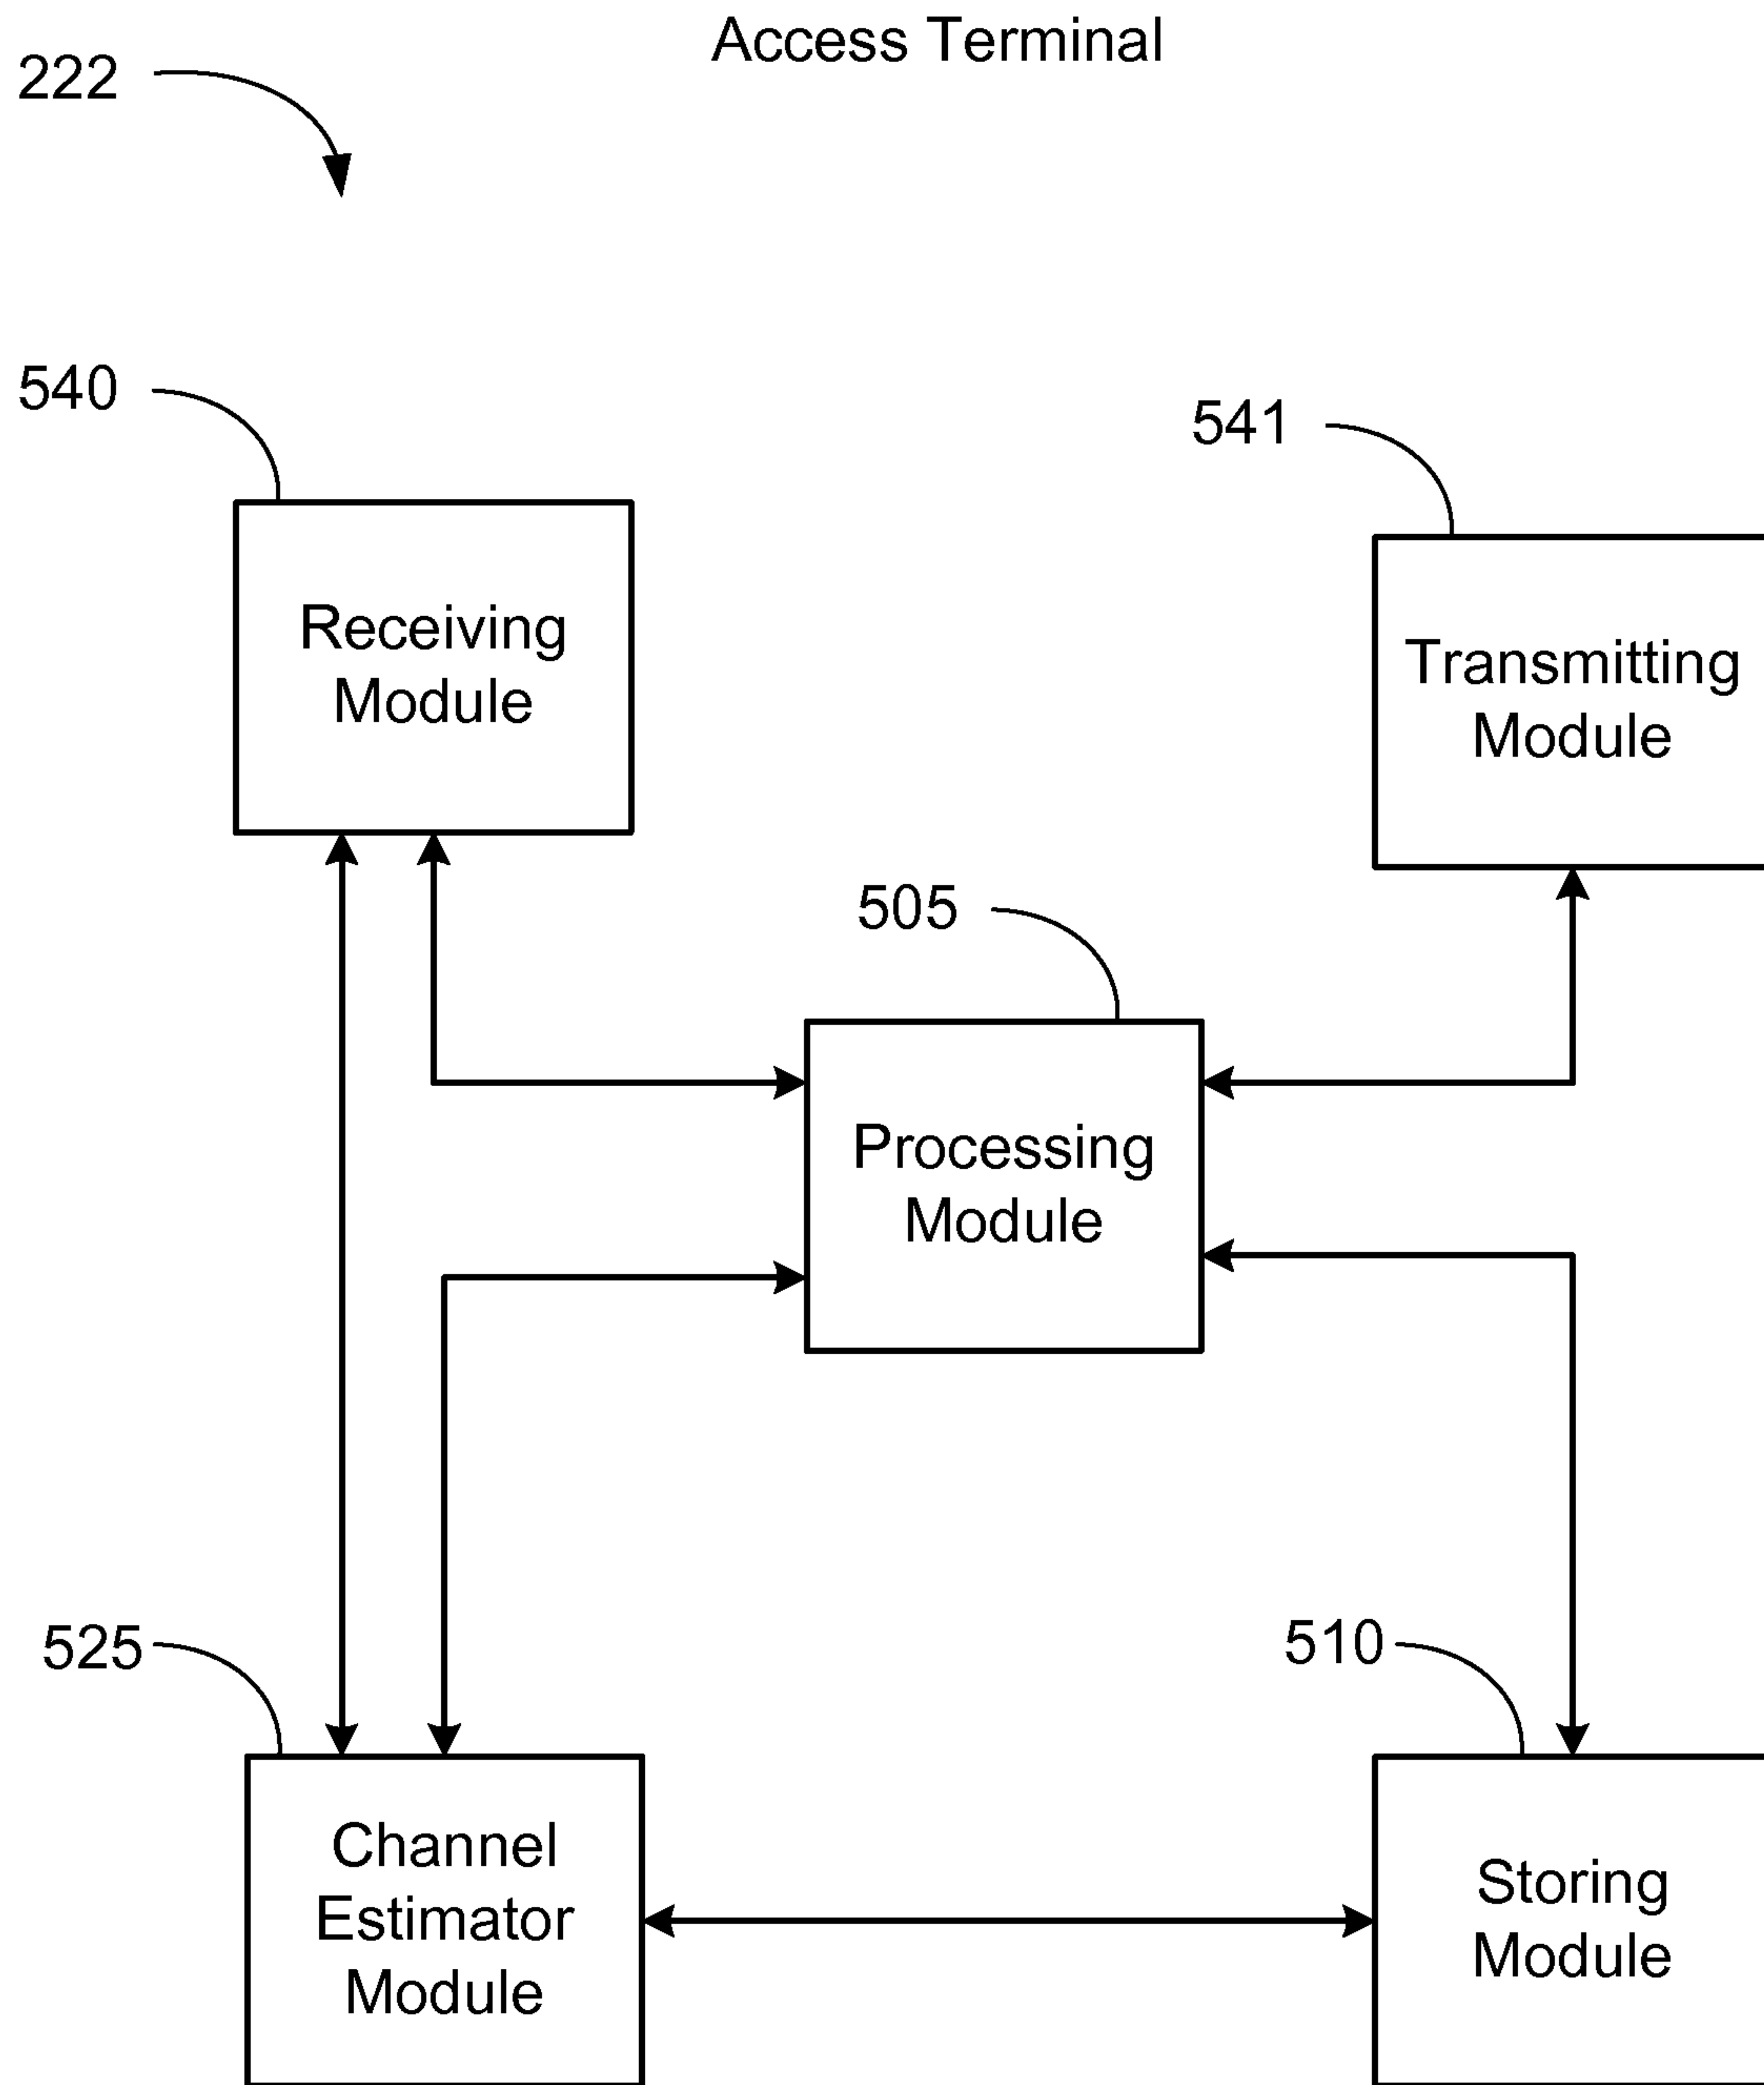 Access Terminal
222
540
541
Receiving
Module
Transmitting
Module
505
Processing
Module
525
510
Channel
Estimator
Module
Storing
Module